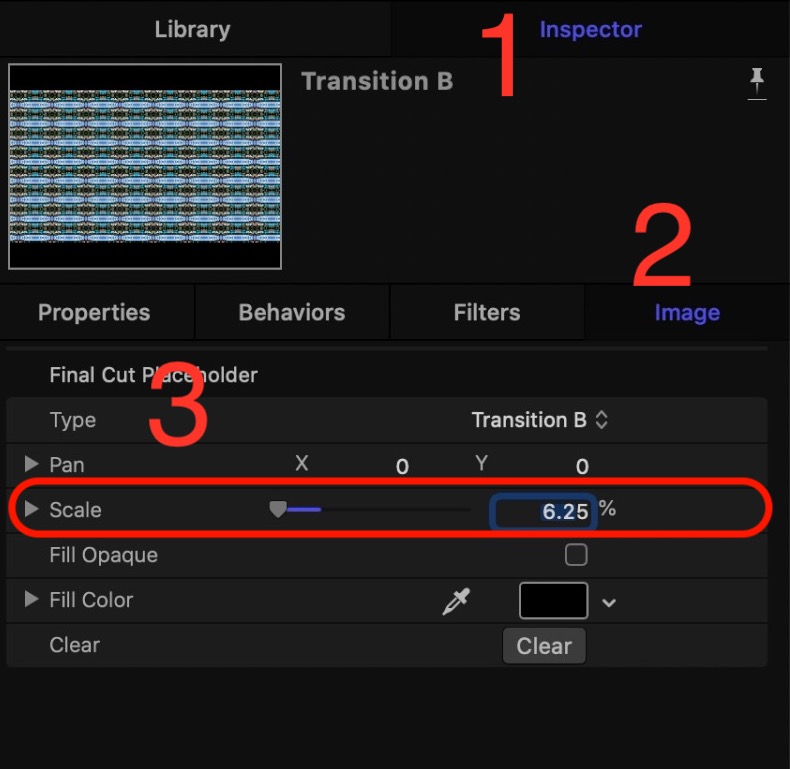 Library
1
Inspector
Transition B
2
Properties
Behaviors
Filters
Image
Final Cut Placeholder
3
Type
Transition B
Pan
X
0
Y
0
Scale
6.25 %
Fill Opaque
Fill Color
Clear
Clear